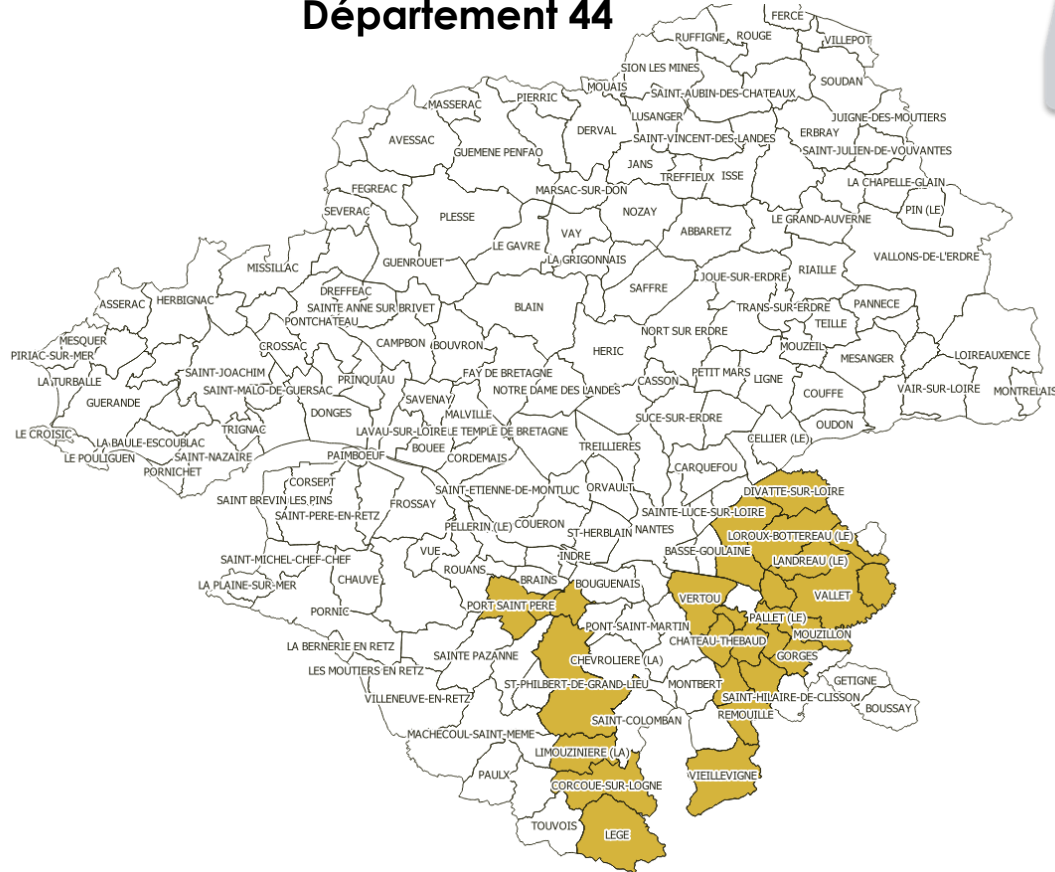 Département 44
FERCE
RUFFIGNE
ROUGE
VILLEPOT
SION LES MINES
SOUDAN
MOUAIS
SAINT-AUBIN-DES-CHATEAUX
MASSERAC
PIERRIC
LUSANGER
JUIGNE-DES-MOUTIERS
DERVAL
ERBRAY
AVESSAC
SAINT-VINCENT-DES-LANDES
GUEMENE PENFAO
SAINT-JULIEN-DE-VOUVANTES
JANS
TREFFIEUX
ISSE
LA CHAPELLE-GLAIN
FEGREAC
MARSAC-SUR-DON
SEVERAC
PLESSE
NOZAY
LE GRAND-AUVERNE
PIN (LE)
VAY
ABBARETZ
LE GAVRE
LA GRIGONNAIS
VALLONS-DE-L'ERDRE
MISSILLAC
GUENROUET
RIAILLE
JOUE-SUR-ERDRE
SAFFRE
DREFFEAC
ASSERAC
HERBIGNAC
SAINTE ANNE SUR BRIVET
BLAIN
TRANS-SUR-ERDRE
PANNECE
PONTCHATEAU
TEILLE
NORT SUR ERDRE
MESQUER
CROSSAC
CAMPBON
BOUVRON
HERIC
MOUZEIL
PIRIAC-SUR-MER
MESANGER
LOIREAUXENCE
SAINT-JOACHIM
FAY DE BRETAGNE
PETIT MARS
LA TURBALLE
PRINQUIAU
CASSON
LIGNE
SAINT-MALO-DE-GUERSAC
NOTRE DAME DES LANDES
COUFFE
VAIR-SUR-LOIRE
MONTRELAIS
GUERANDE
SAVENAY
DONGES
MALVILLE
SUCE-SUR-ERDRE
OUDON
LE CROISIC
TRIGNAC
LAVAU-SUR-LOIRE
LE TEMPLE DE BRETAGNE
LA BAULE-ESCOUBLAC
BOUEE
TREILLIERES
CELLIER (LE)
LE POULIGUEN
SAINT-NAZAIRE
PAIMBOEUF
CORDEMAIS
PORNICHET
CARQUEFOU
CORSEPT
SAINT-ETIENNE-DE-MONTLUC
ORVAULT
DIVATTE-SUR-LOIRE
SAINT BREVIN LES PINS
FROSSAY
SAINTE-LUCE-SUR-LOIRE
SAINT-PERE-EN-RETZ
PELLERIN (LE)
COUERON
ST-HERBLAIN
NANTES
LOROUX-BOTTEREAU (LE)
VUE
INDRE
BASSE-GOULAINE
SAINT-MICHEL-CHEF-CHEF
ROUANS
LANDREAU (LE)
LA PLAINE-SUR-MER
CHAUVE
BRAINS
BOUGUENAIS
VERTOU
VALLET
PORNIC
PORT SAINT PERE
PALLET (LE)
PONT-SAINT-MARTIN
MOUZILLON
LA BERNERIE EN RETZ
CHATEAU-THEBAUD
SAINTE PAZANNE
CHEVROLIERE (LA)
GORGES
LES MOUTIERS EN RETZ
ST-PHILBERT-DE-GRAND-LIEU
MONTBERT
GETIGNE
VILLENEUVE-EN-RETZ
SAINT-HILAIRE-DE-CLISSON
BOUSSAY
SAINT-COLOMBAN
REMOUILLE
MACHECOUL-SAINT-MEME
LIMOUZINIERE (LA)
PAULX
VIEILLEVIGNE
CORCOUE-SUR-LOGNE
TOUVOIS
LEGE